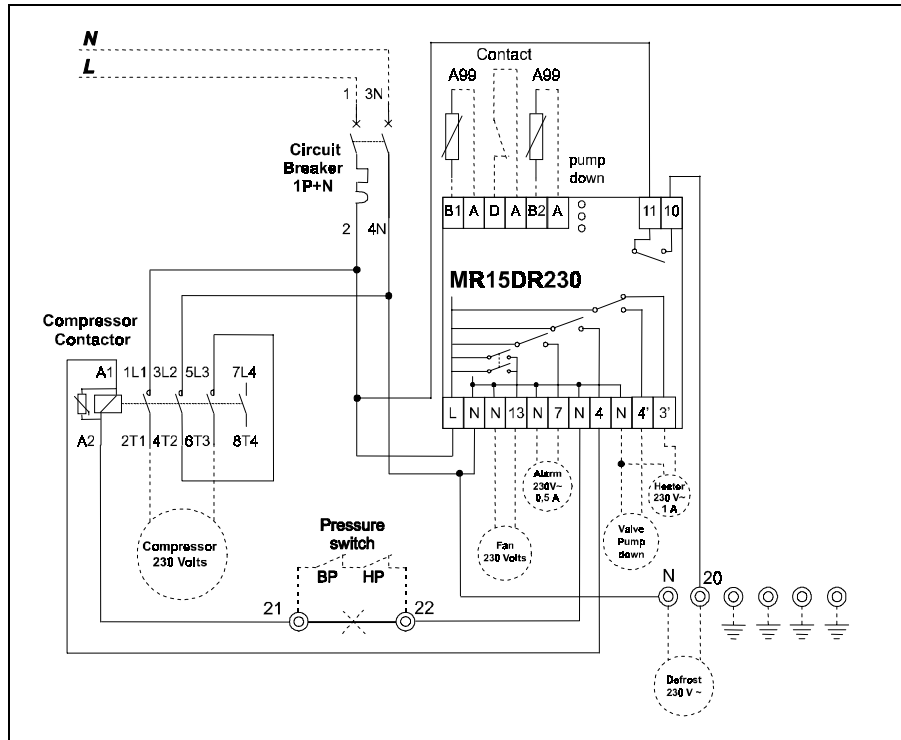 N
L
1 3N
Circuit
Breaker
1P+N
2 4N
Contact
A99 A99
pump
down
B1 A D A B2 A 11 10
MR15DR230
Compressor
Contactor
A1 1L1 3L2 5L3 7L4
A2 2T1 4T2 6T3 8T4
L N N 13 N 7 N 4 N 4' 3'
Alarm
230V~
0,5 A
Heater
230 V~
1 A
Fan
230 Volts
Valve
Pump
down
Compressor
230 Volts
Pressure
switch
BP HP
21 22
N 20
Defrost
230 V ~